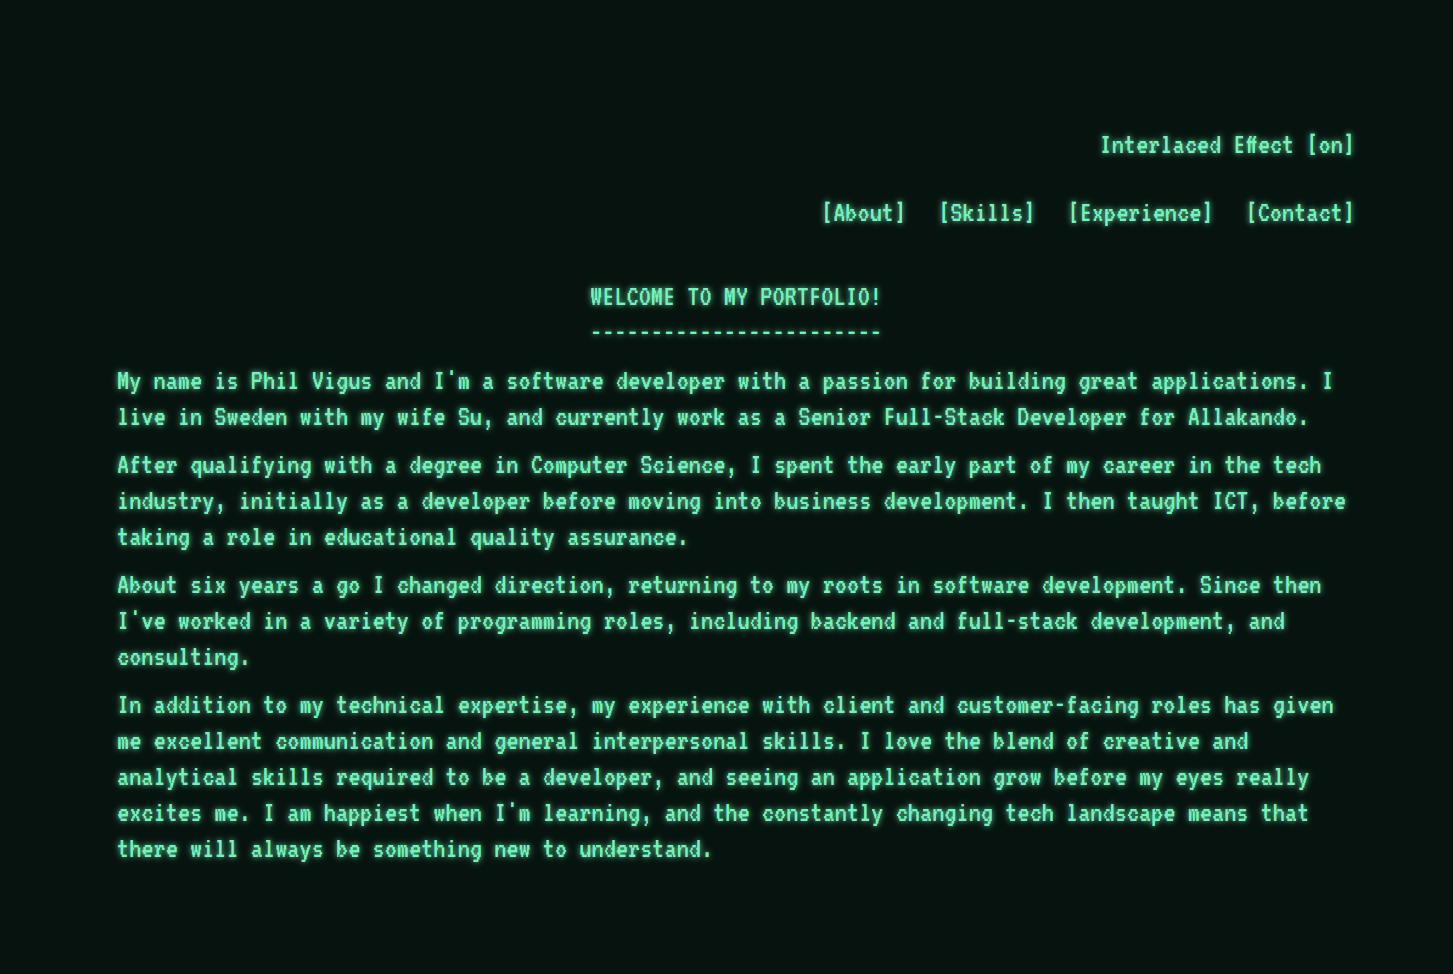 Interlaced Effect [on]
[About] [Skills] [Experience] [Contact]
WELCOME TO MY PORTFOLIO!
------------------------
My name is Phil Vigus and I'm a software developer with a passion for building great applications. I
live in Sweden with my wife Su, and currently work as a Senior Full-Stack Developer for Allakando.
After qualifying with a degree in Computer Science, I spent the early part of my career in the tech
industry, initially as a developer before moving into business development. I then taught ICT, before
taking a role in educational quality assurance.
About six years a go I changed direction, returning to my roots in software development. Since then
I've worked in a variety of programming roles, including backend and full-stack development, and
consulting.
In addition to my technical expertise, my experience with client and customer-facing roles has given
me excellent communication and general interpersonal skills. I love the blend of creative and
analytical skills required to be a developer, and seeing an application grow before my eyes really
excites me. I am happiest when I'm learning, and the constantly changing tech landscape means that
there will always be something new to understand.